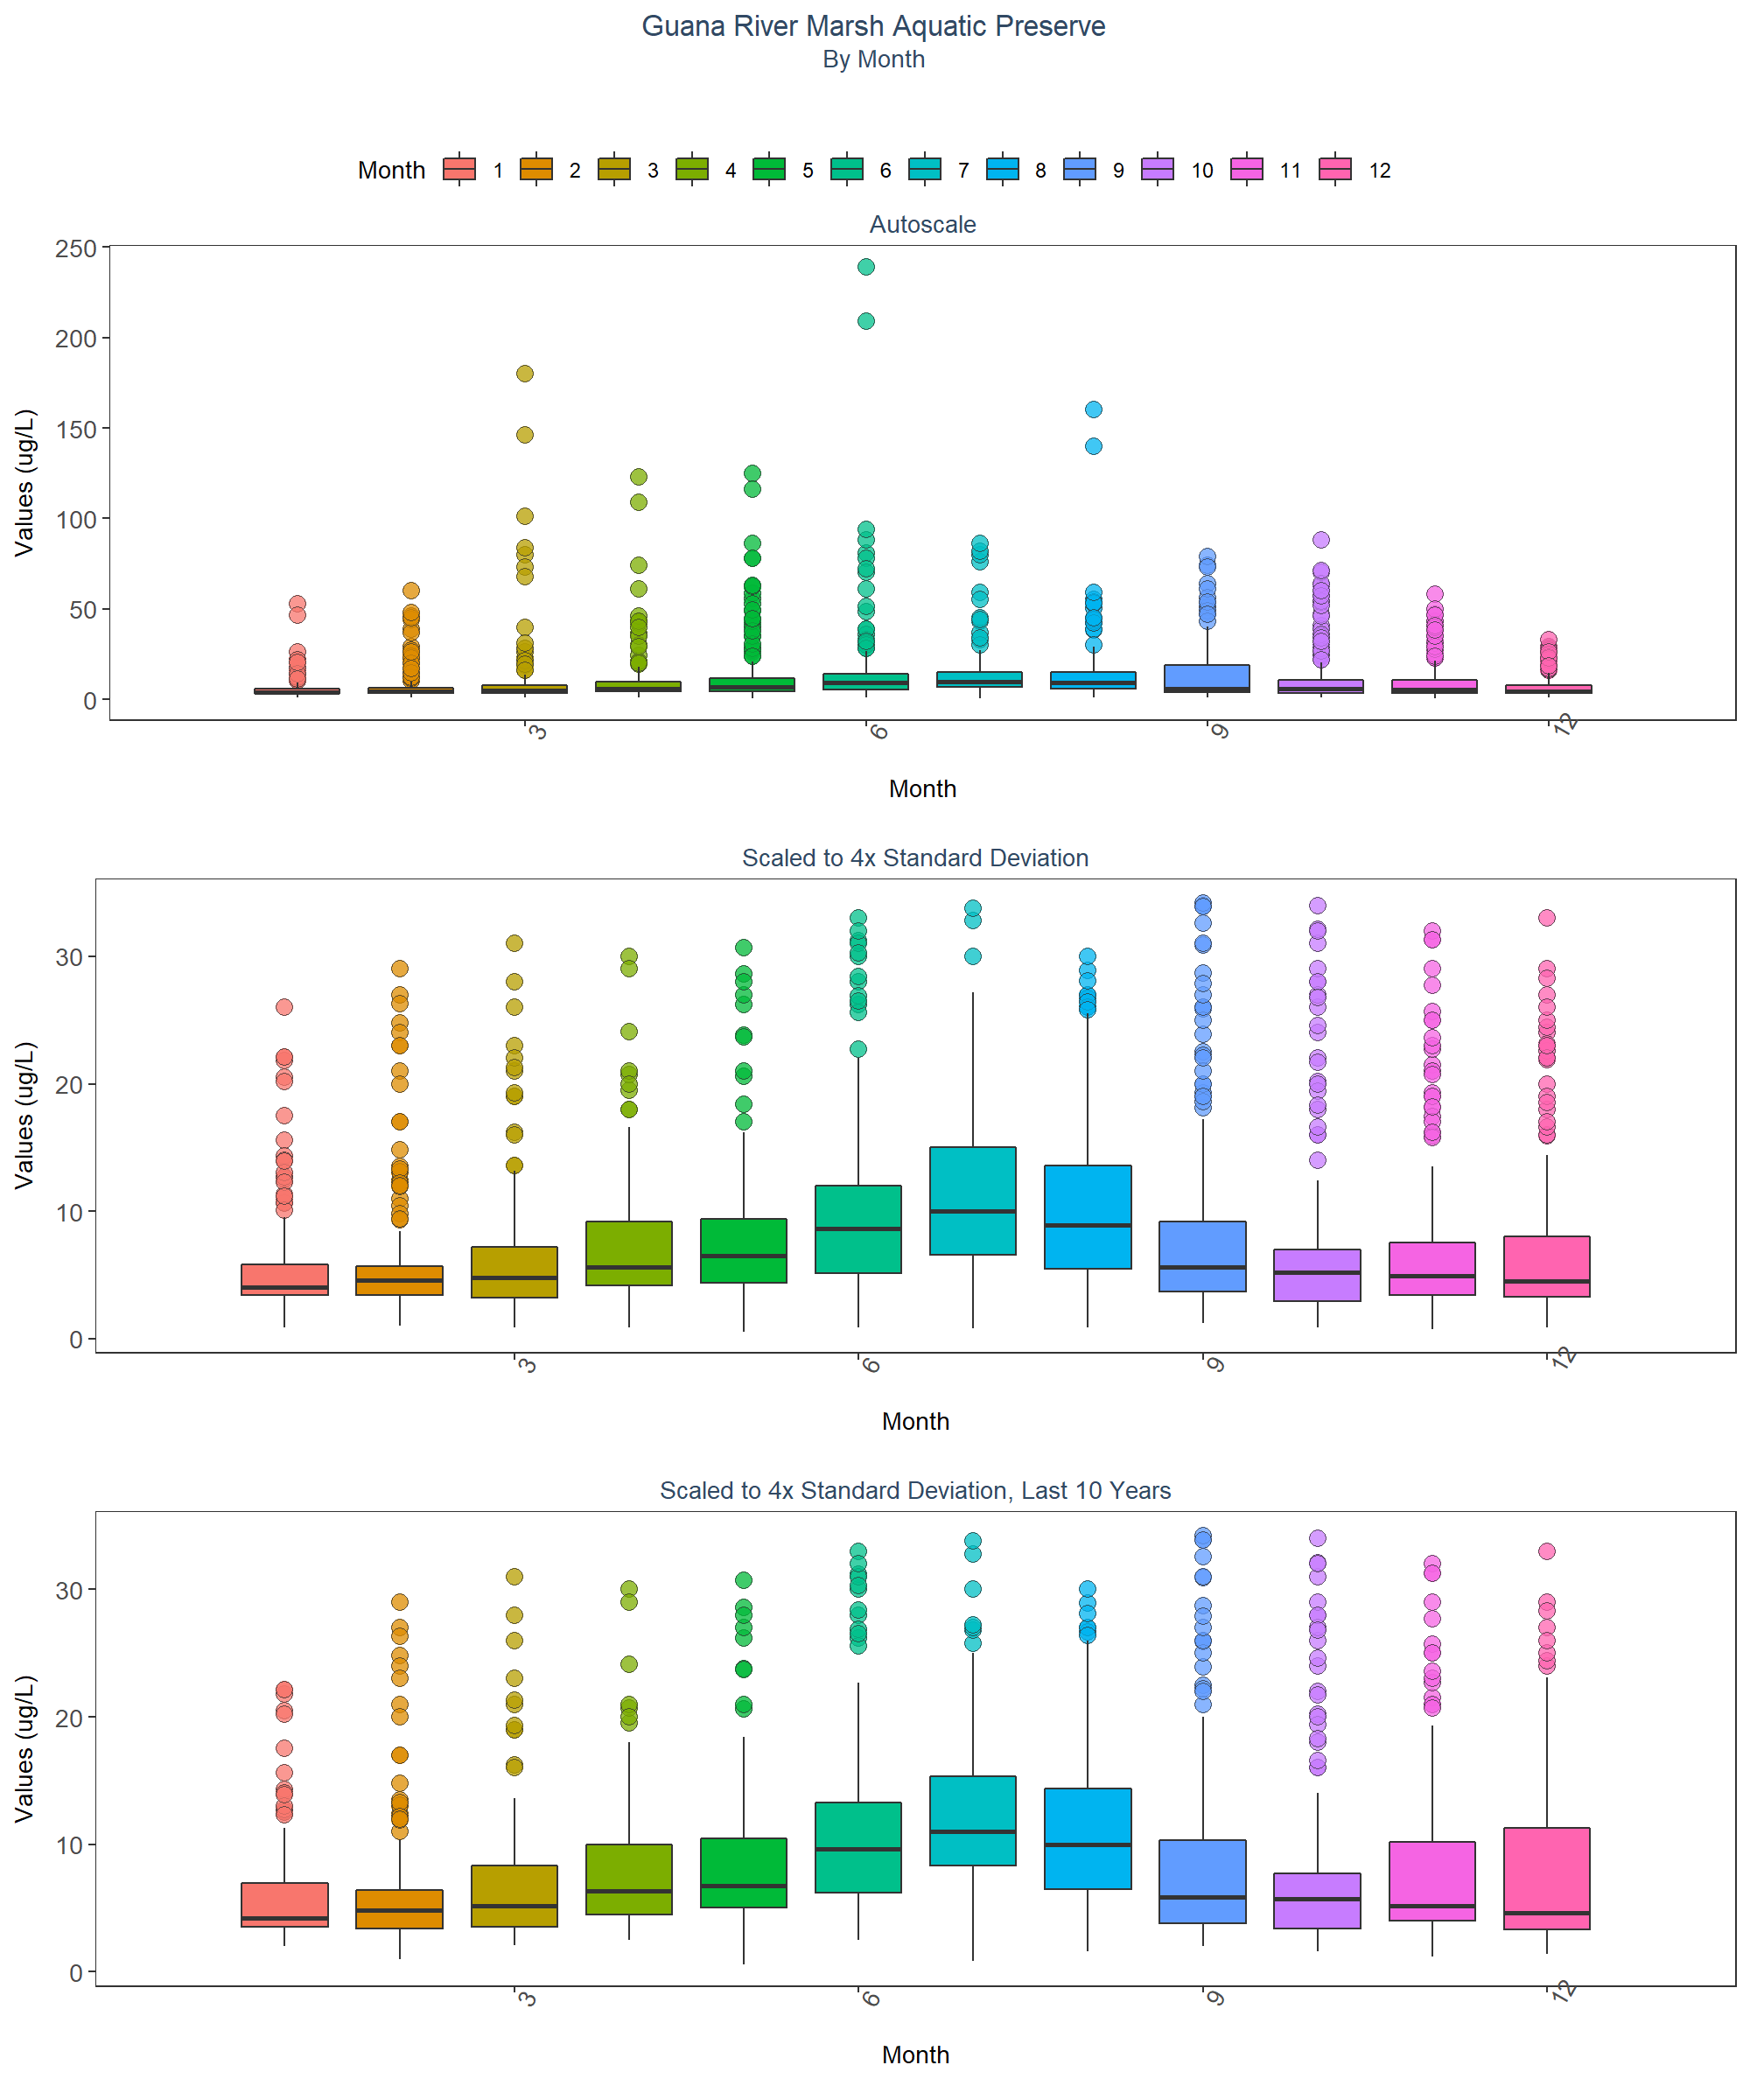 Guana River Marsh Aquatic Preserve
By Month
Month 1 2 3 4 5 6 7 8 9 10 11 12
Autoscale
Values (ug/L)
250
200
150
100
50
0
3 6 9 12
Month
Scaled to 4x Standard Deviation
Values (ug/L)
30
20
10
0
3 6 9 12
Month
Scaled to 4x Standard Deviation, Last 10 Years
Values (ug/L)
30
20
10
0
3 6 9 12
Month